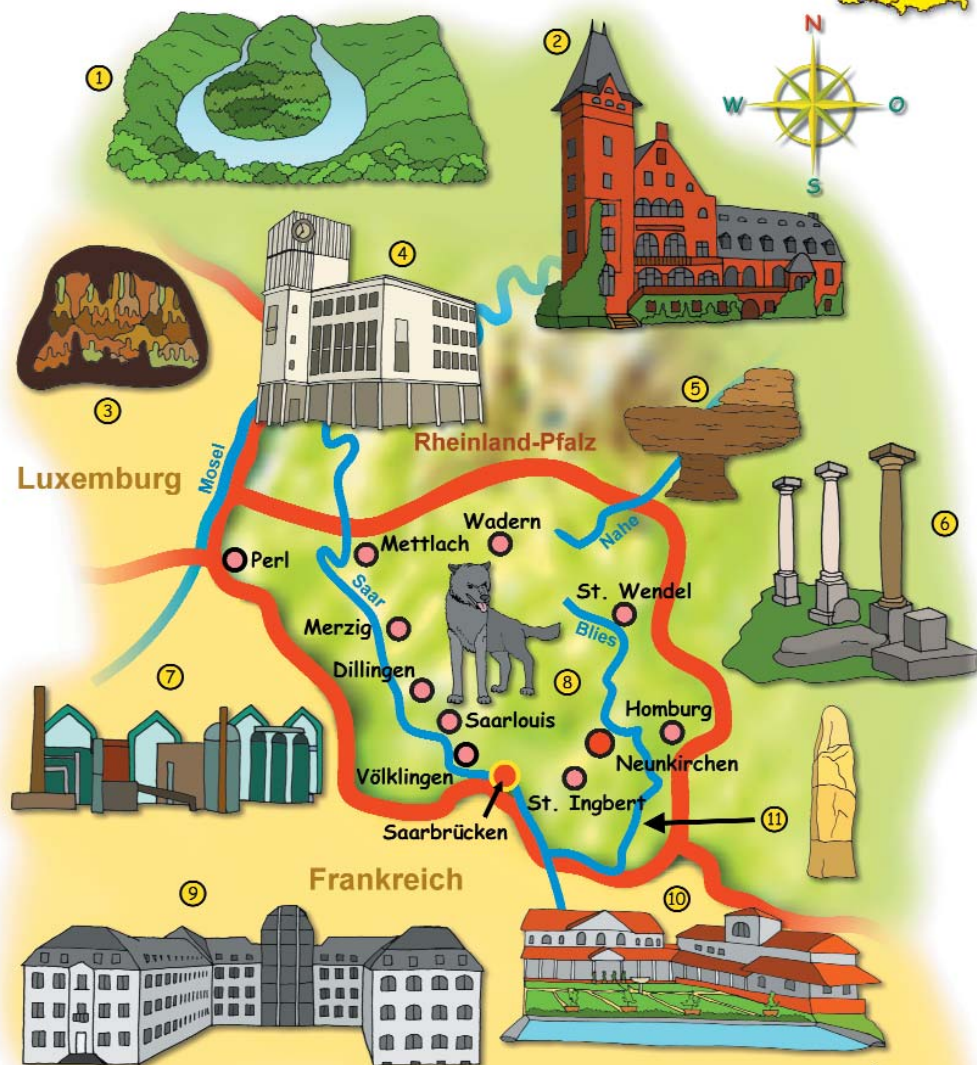 1
2
N
W
O
S
4
3
5
Rheinland-Pfalz
Luxemburg
Mosel
6
Wadern
Nahe
Mettlach
Perl
Saar
St. Wendel
Blies
Merzig
Dillingen
7
8
Saarlouis
Homburg
Völklingen
Neunkirchen
St. Ingbert
11
Saarbrücken
Frankreich
9
10